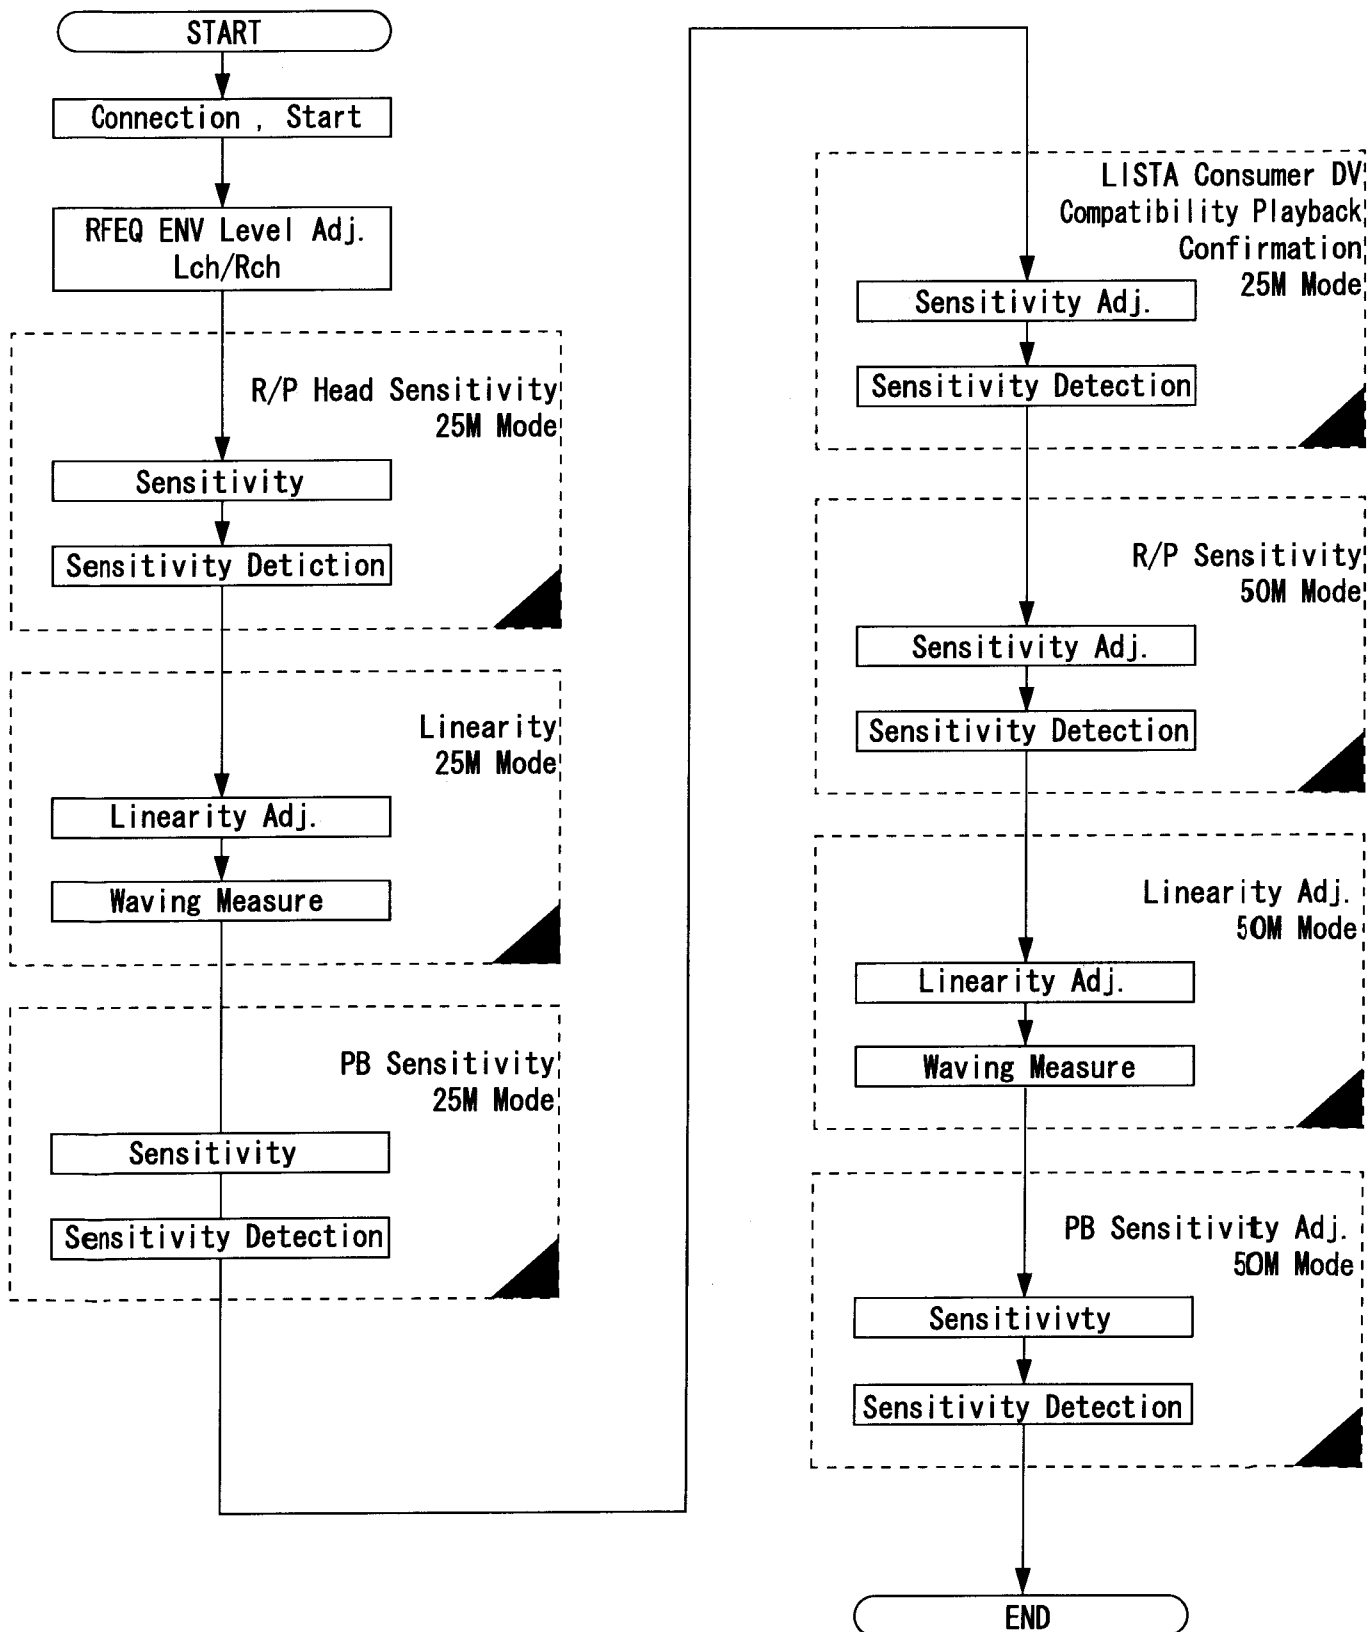 START
Connection , Start
RFEQ ENV Level Adj.
Lch/Rch
R/P Head Sensitivity
25M Mode
Sensitivity
Sensitivity Detiction
Linearity
25M Mode
Linearity Adj.
Waving Measure
PB Sensitivity
25M Mode
Sensitivity
Sensitivity Detection
LISTA Consumer DV
Compatibility Playback
Confirmation
25M Mode
Sensitivity Adj.
Sensitivity Detection
R/P Sensitivity
50M Mode
Sensitivity Adj.
Sensitivity Detection
Linearity Adj.
50M Mode
Linearity Adj.
Waving Measure
PB Sensitivity Adj.
50M Mode
Sensitivivty
Sensitivity Detection
END